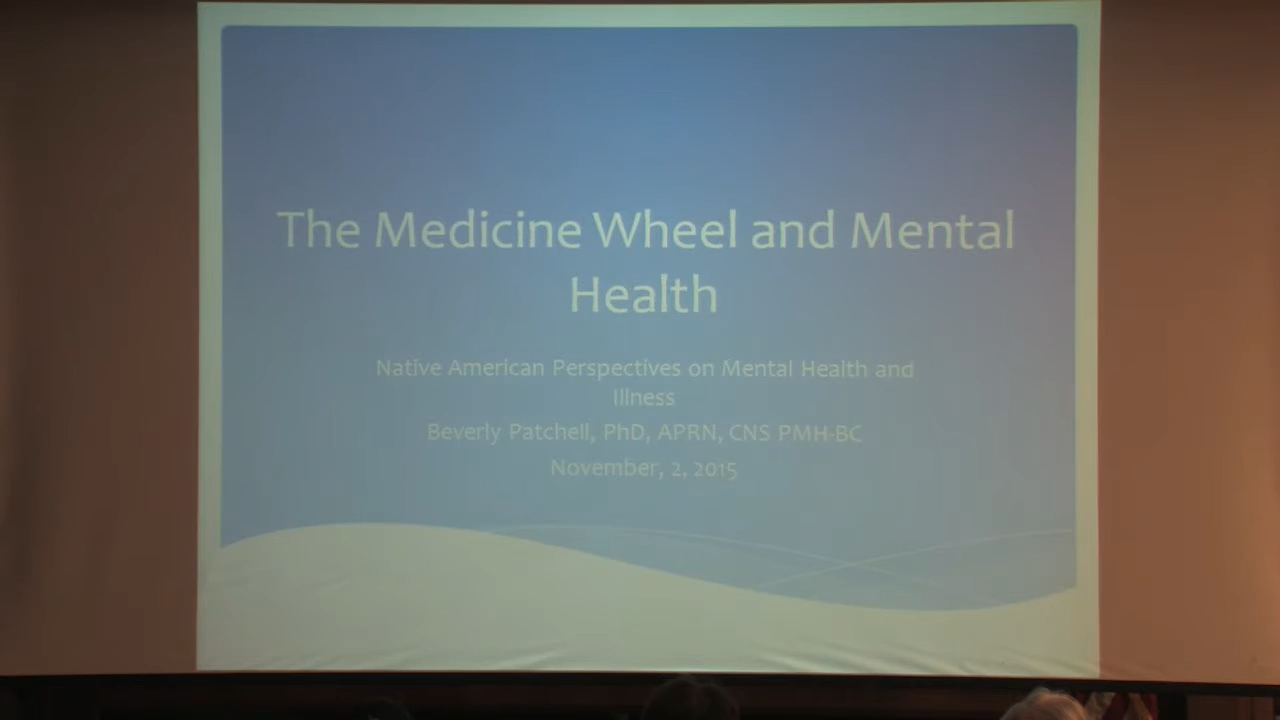 The Medicine Wheel and Mental
Health
Native American Perspectives on Mental Health and
Illness
Beverly Patchell, PhD, APRN, CNS PMH-BC
November, 2, 2015